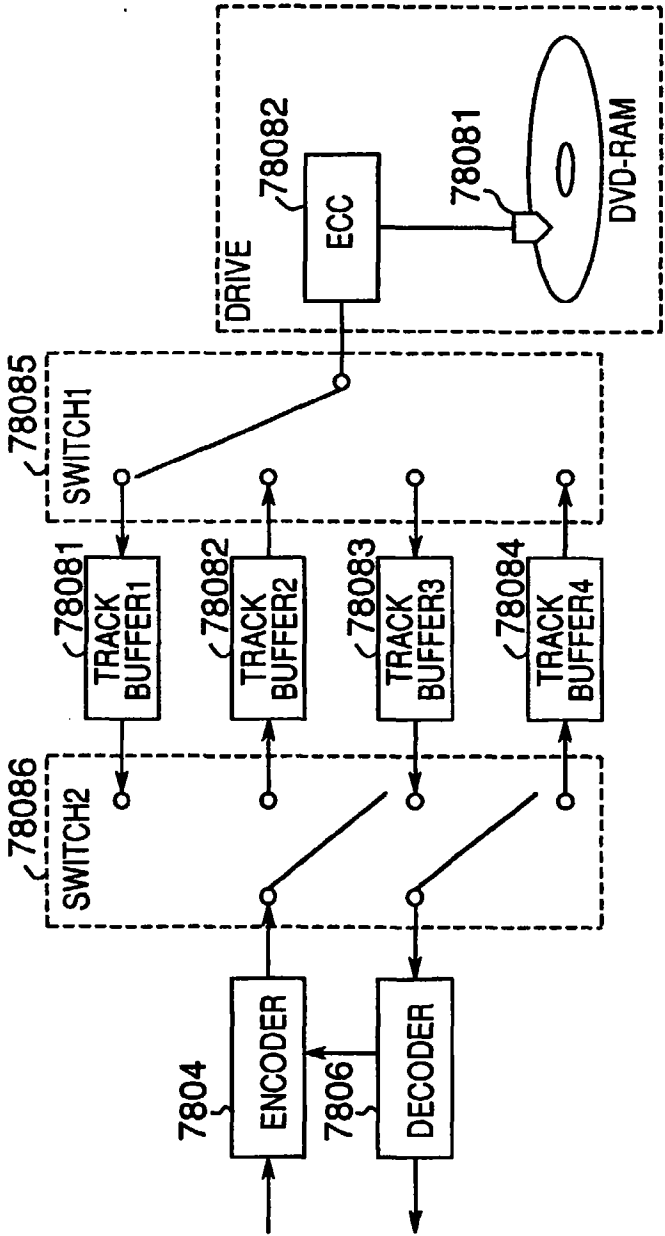 7804
ENCODER
7806
DECODER
78086
SWITCH2
78081
TRACK
BUFFER1
78082
TRACK
BUFFER2
78083
TRACK
BUFFER3
78084
TRACK
BUFFER4
78085
SWITCH1
DRIVE
78082
ECC
78081
DVD-RAM